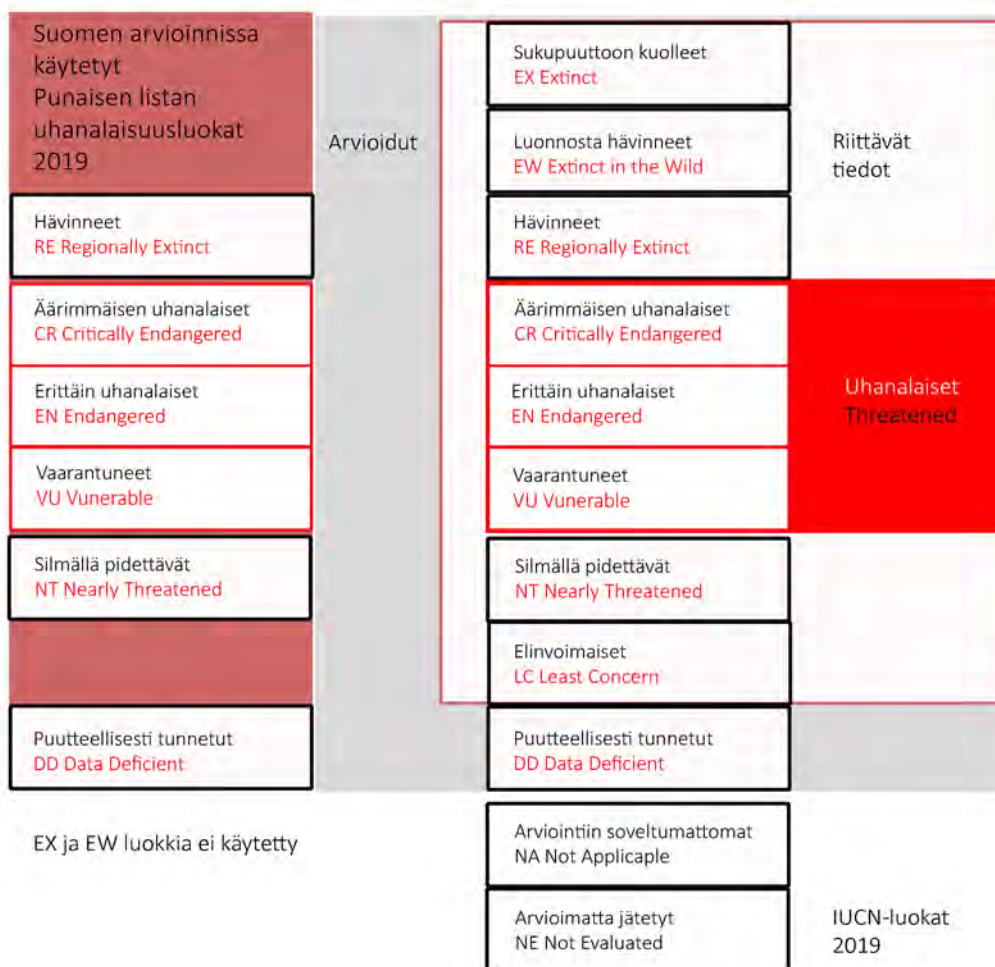 Suomen arvioinnissa
käytetyt
Punaisen listan
uhanalaisuusluokat
2019
Hävinneet
RE Regionally Extinct
Äärimmäisen uhanalaiset
CR Critically Endangered
Erittäin uhanalaiset
EN Endangered
Vaarantuneet
VU Vunerable
Silmällä pidettävät
NT Nearly Threatened
Puutteellisesti tunnetut
DD Data Deficient
EX ja EW luokkia ei käytetty
Arvioidut
Sukupuuttoon kuolleet
EX Extinct
Luonnosta hävinneet
EW Extinct in the Wild
Hävinneet
RE Regionally Extinct
Äärimmäisen uhanalaiset
CR Critically Endangered
Erittäin uhanalaiset
EN Endangered
Vaarantuneet
VU Vunerable
Silmällä pidettävät
NT Nearly Threatened
Elinvoimaiset
LC Least Concern
Puutteellisesti tunnetut
DD Data Deficient
Arviointiin soveltumattomat
NA Not Applicaple
Arvioimatta jätetyt
NE Not Evaluated
Riittävät
tiedot
Uhanalaiset
Threatened
IUCN-luokat
2019